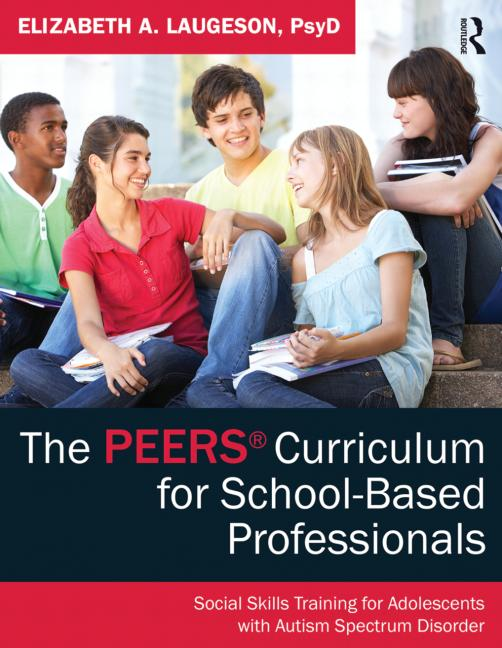 ELIZABETH A. LAUGESON, PsyD
ROUTLEDGE
The PEERS® Curriculum
for School-Based
Professionals
Social Skills Training for Adolescents
with Autism Spectrum Disorder